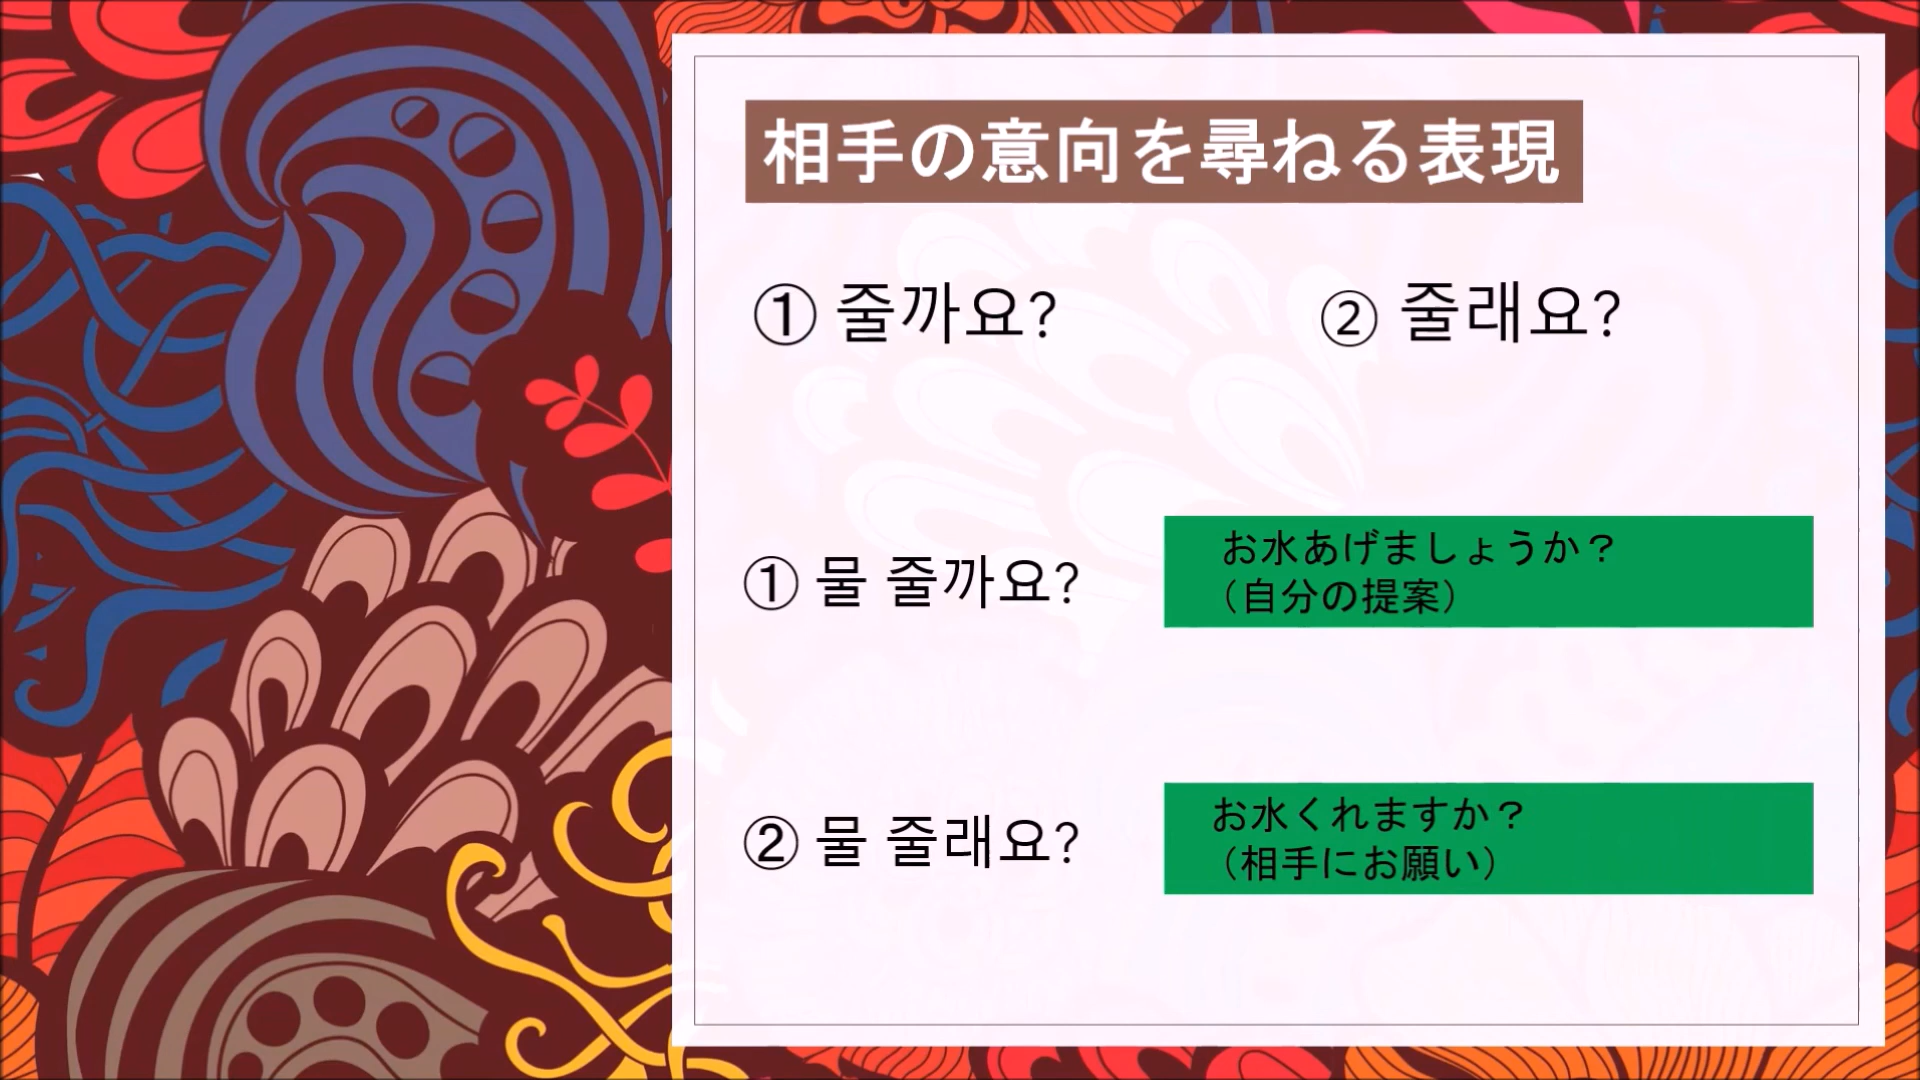 相手の意向を尋ねる表現
① 줄까요?
② 줄래요?
① 물 줄까요?
お水あげましょうか？
（自分の提案）
② 물 줄래요?
お水くれますか？
（相手にお願い）